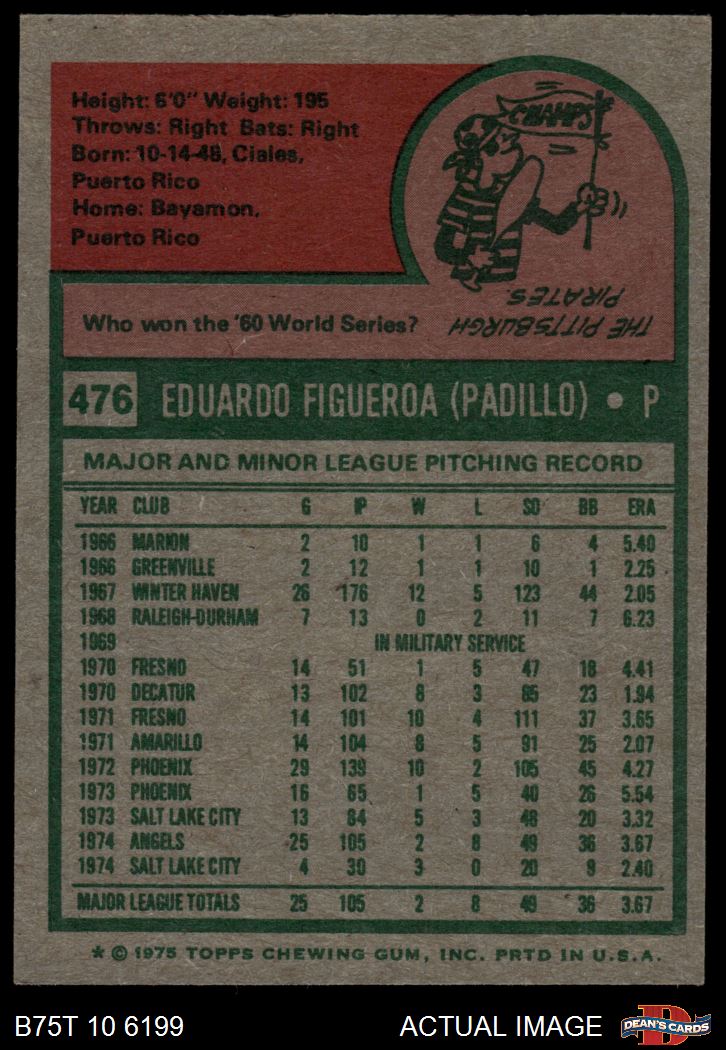 Height: 6'0" Weight: 195
Throws: Right Bats: Right
Born: 10-14-48, Ciales,
Puerto Rico
Home: Bayamon,
Puerto Rico
CHAMPS
THE PITTSBURGH
PIRATES.
Who won the '60 World Series?
476 EDUARDO FIGUEROA (PADILLO) • P
MAJOR AND MINOR LEAGUE PITCHING RECORD
YEAR CLUB G IP W L SO BB ERA
1966 MARION 2 10 1 1 6 4 5.40
1966 GREENVILLE 2 12 1 1 10 1 2.25
1967 WINTER HAVEN 26 176 12 5 123 44 2.05
1968 RALEIGH-DURHAM 7 13 0 2 11 7 6.23
1969 IN MILITARY SERVICE
1970 FRESNO 14 51 1 5 47 18 4.41
1970 DECATUR 13 102 8 3 85 23 1.94
1971 FRESNO 14 101 10 4 111 37 3.65
1971 AMARILLO 14 104 8 5 91 25 2.07
1972 PHOENIX 29 139 10 2 105 45 4.27
1973 PHOENIX 16 65 1 5 40 26 5.54
1973 SALT LAKE CITY 13 84 5 3 48 20 3.32
1974 ANGELS 25 105 2 8 49 36 3.67
1974 SALT LAKE CITY 4 30 3 0 20 9 2.40
MAJOR LEAGUE TOTALS 25 105 2 8 49 36 3.67
* © 1975 TOPPS CHEWING GUM, INC. PRTD IN U.S.A.
B75T 10 6199 ACTUAL IMAGE
DEAN'S CARDS